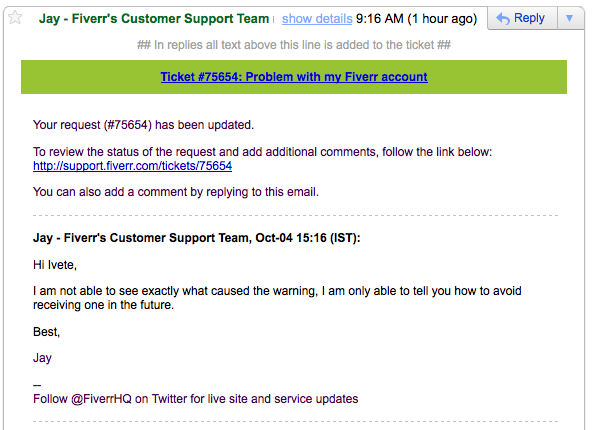 Jay - Fiverr's Customer Support Team show details 9:16 AM (1 hour ago) Reply
## In replies all text above this line is added to the ticket ##
Ticket #75654: Problem with my Fiverr account
Your request (#75654) has been updated.
To review the status of the request and add additional comments, follow the link below:
http://support.fiverr.com/tickets/75654
You can also add a comment by replying to this email.
Jay - Fiverr's Customer Support Team, Oct-04 15:16 (IST):
Hi Ivete,
I am not able to see exactly what caused the warning, I am only able to tell you how to avoid
receiving one in the future.
Best,
Jay
--
Follow @FiverrHQ on Twitter for live site and service updates